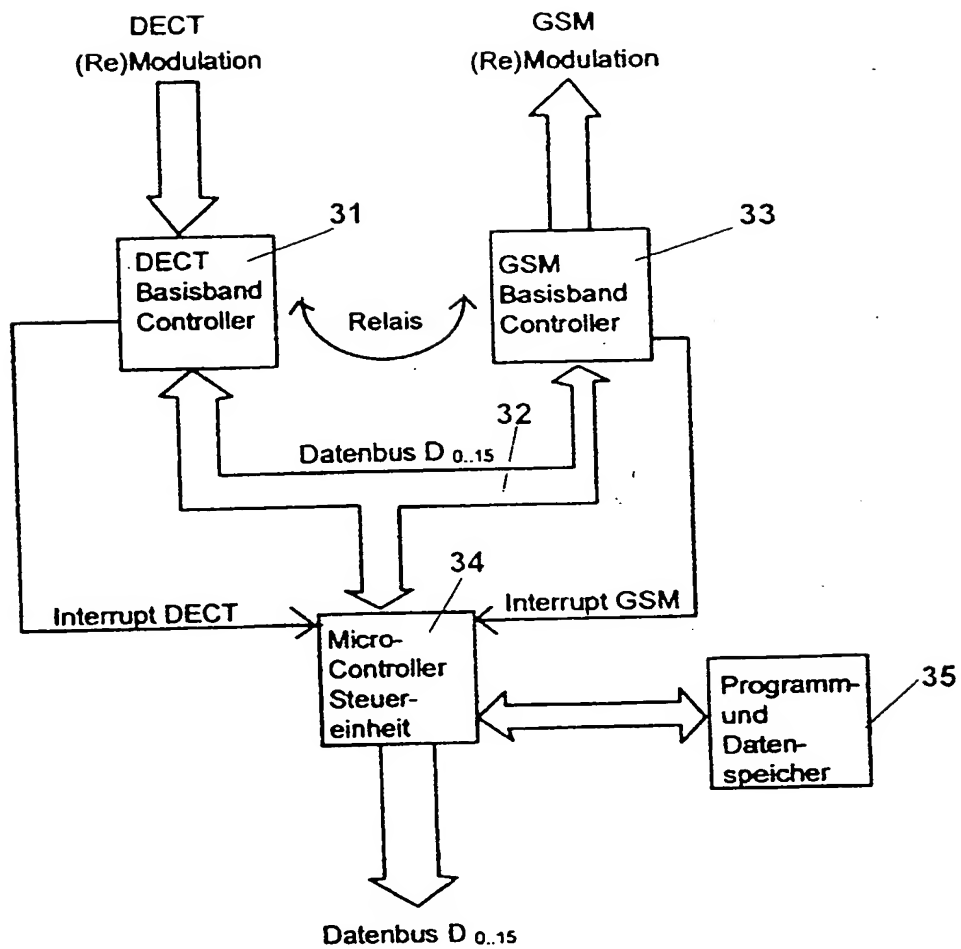 DECT
(Re)Modulation
GSM
(Re)Modulation
31
33
DECT
Basisband
Controller
Relais
GSM
Basisband
Controller
32
Datenbus D 0..15
34
Interrupt DECT
Interrupt GSM
Micro-
Controller
Steuer-
einheit
35
Programm-
und
Daten-
speicher
Datenbus D 0..15